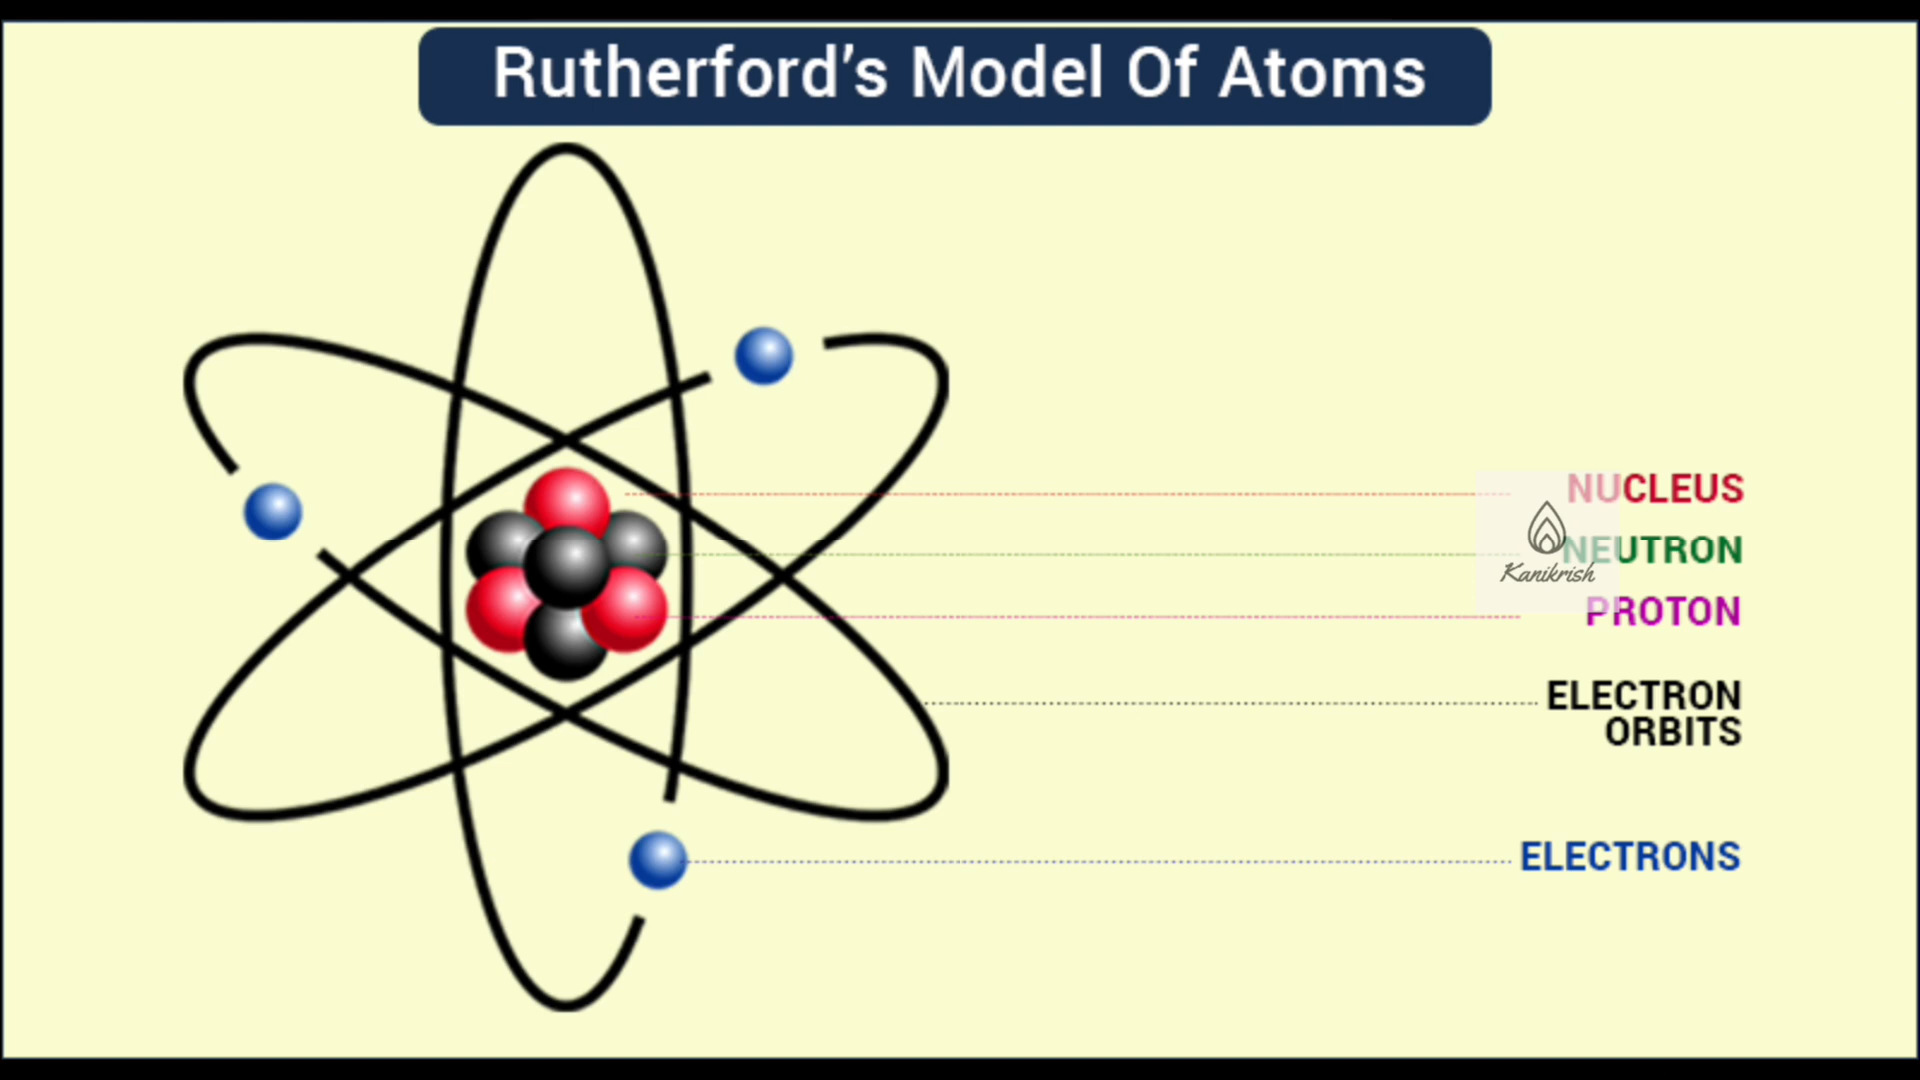 Rutherford's Model Of Atoms
NUCLEUS
NEUTRON
Kanikrish
PROTON
ELECTRON
ORBITS
ELECTRONS